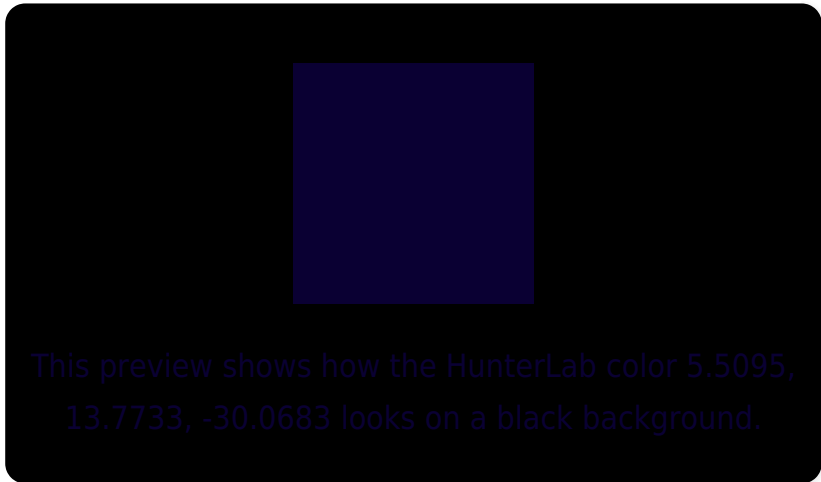 This preview shows how the HunterLab color 5.5095,
13.7733, -30.0683 looks on a black background.